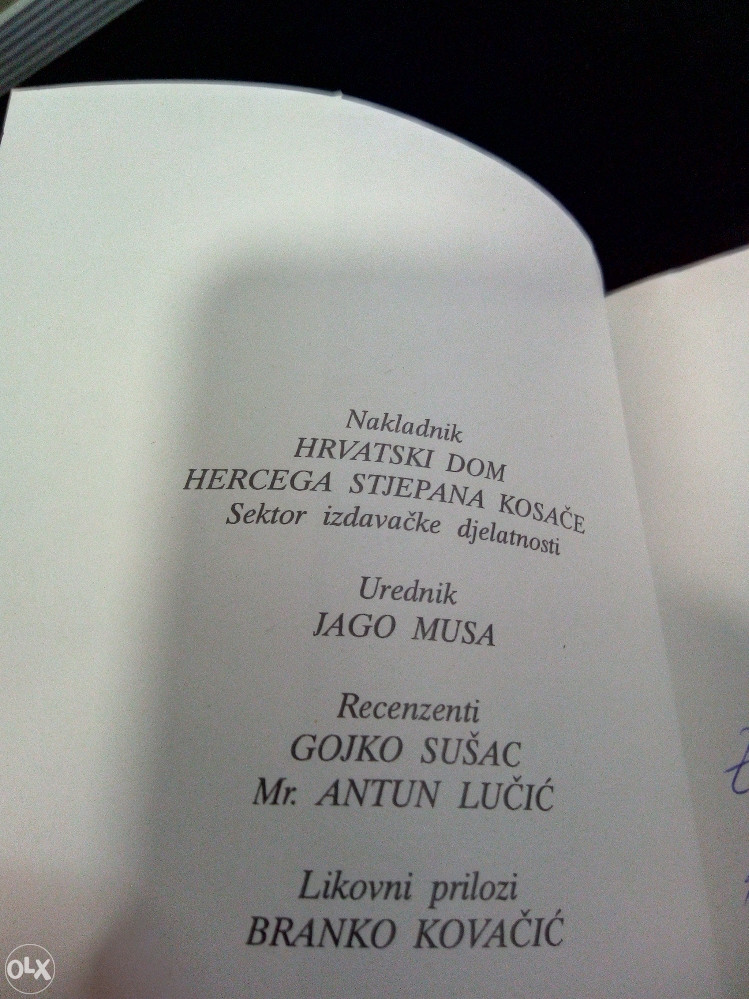 Nakladnik
HRVATSKI DOM
HERCEGA STJEPANA KOSAČE
Sektor izdavačke djelatnosti
Urednik
JAGO MUSA
Recenzenti
GOJKO SUŠAC
Mr. ANTUN LUČIĆ
Likovni prilozi
BRANKO KOVAČIĆ
OLX